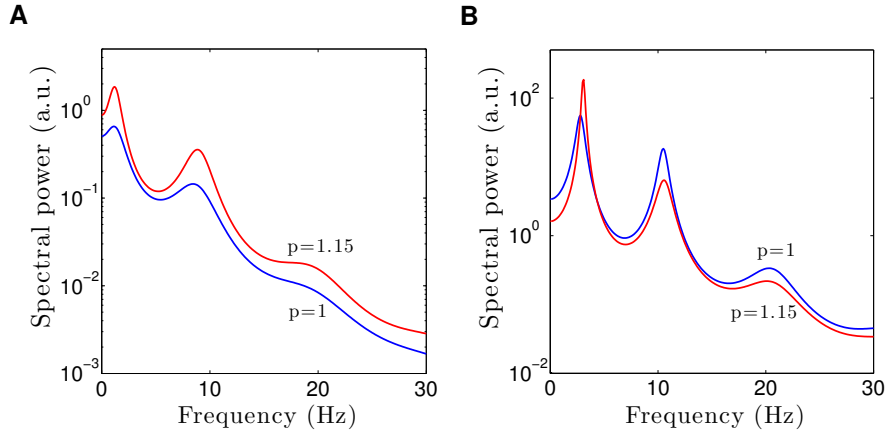 A
Spectral power (a.u.)
10^0
10^-1
10^-2
10^-3
p=1.15
p=1
0 10 20 30
Frequency (Hz)
B
Spectral power (a.u.)
10^2
10^0
10^-2
p=1
p=1.15
0 10 20 30
Frequency (Hz)